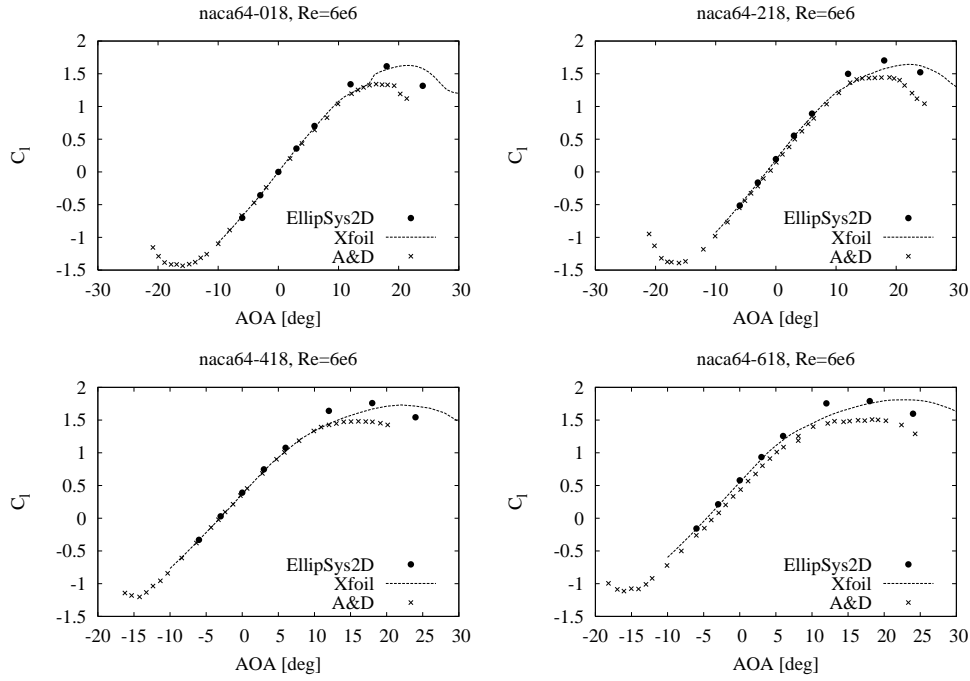 naca64-018, Re=6e6
2
1.5
1
0.5
0
-0.5
-1
-1.5
C_l
EllipSys2D
Xfoil
A&D
-30 -20 -10 0 10 20 30
AOA [deg]
naca64-218, Re=6e6
2
1.5
1
0.5
0
-0.5
-1
-1.5
C_l
EllipSys2D
Xfoil
A&D
-30 -20 -10 0 10 20 30
AOA [deg]
naca64-418, Re=6e6
2
1.5
1
0.5
0
-0.5
-1
-1.5
C_l
EllipSys2D
Xfoil
A&D
-20 -15 -10 -5 0 5 10 15 20 25 30
AOA [deg]
naca64-618, Re=6e6
2
1.5
1
0.5
0
-0.5
-1
-1.5
C_l
EllipSys2D
Xfoil
A&D
-20 -15 -10 -5 0 5 10 15 20 25 30
AOA [deg]